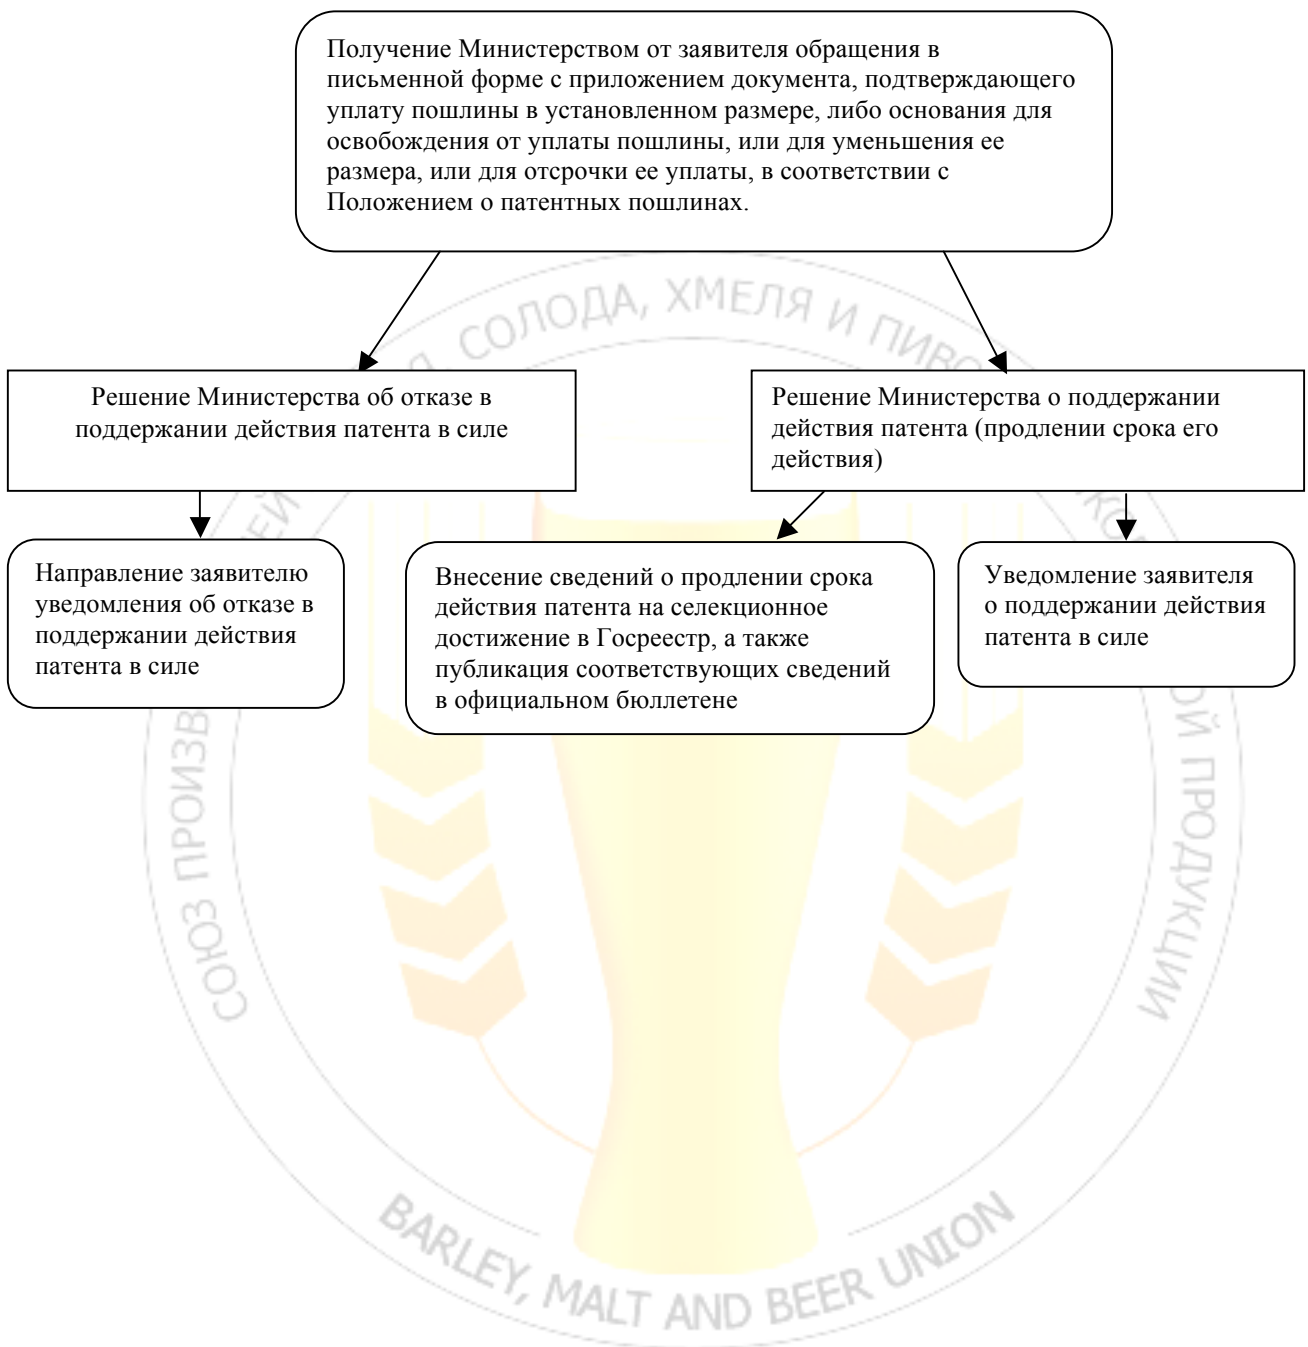 Получение Министерством от заявителя обращения в
письменной форме с приложением документа, подтверждающего
уплату пошлины в установленном размере, либо основания для
освобождения от уплаты пошлины, или для уменьшения ее
размера, или для отсрочки ее уплаты, в соответствии с
Положением о патентных пошлинах.
Решение Министерства об отказе в
поддержании действия патента в силе
Решение Министерства о поддержании
действия патента (продлении срока его
действия)
Направление заявителю
уведомления об отказе в
поддержании действия
патента в силе
Внесение сведений о продлении срока
действия патента на селекционное
достижение в Госреестр, а также
публикация соответствующих сведений
в официальном бюллетене
Уведомление заявителя
о поддержании действия
патента в силе
СОЮЗ
СОЛОДА, ХМЕЛЯ И
ПРОДУКЦИИ
BARLEY, MALT AND BEER UNION